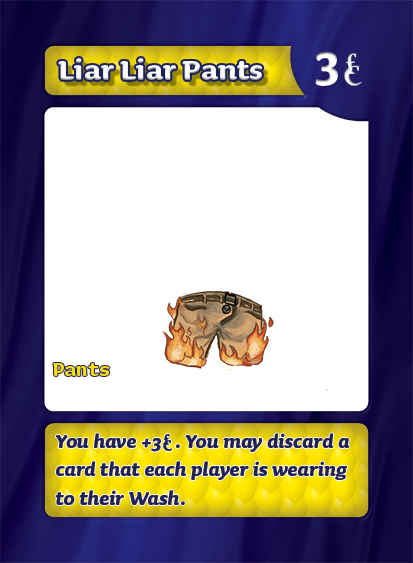 Liar Liar Pants
3
Pants
You have +3 . You may discard a
card that each player is wearing
to their Wash.